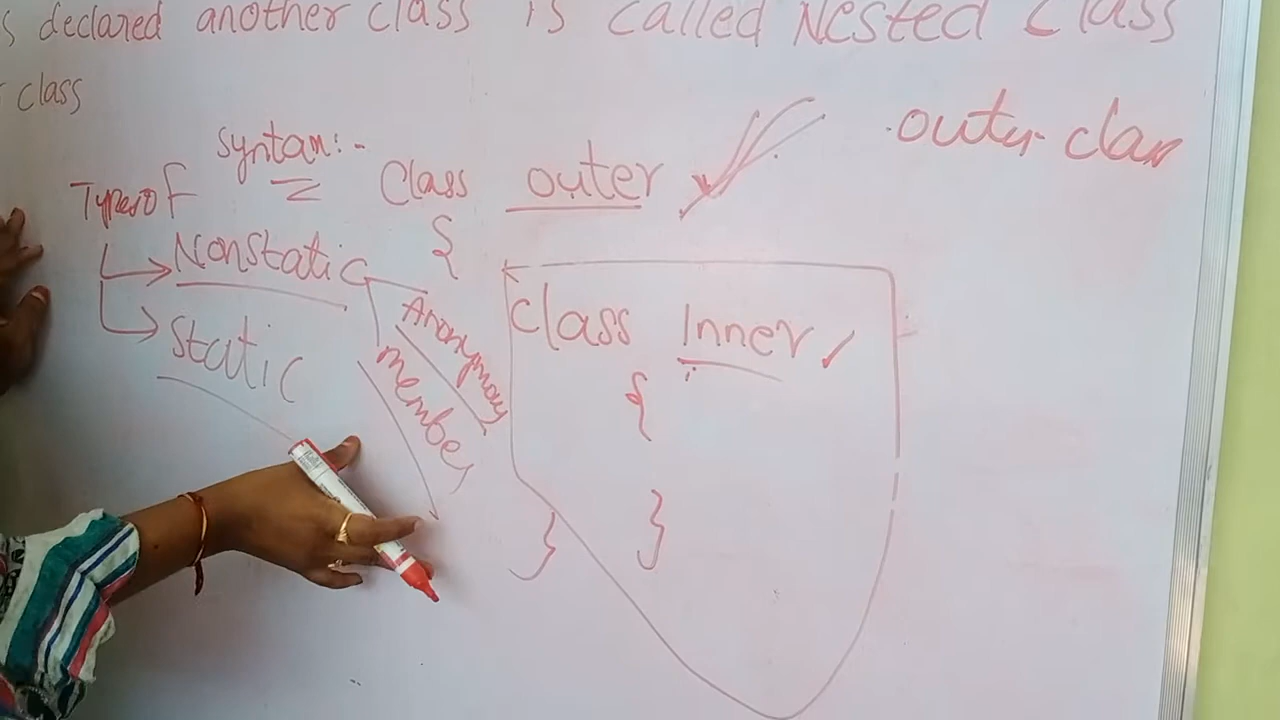 s declared another class is called Nested class
class
outer class
syntax:-
Class outer
Types of
{
Nonstatic
Anonymous
member
Static
class Inner
{
}
}